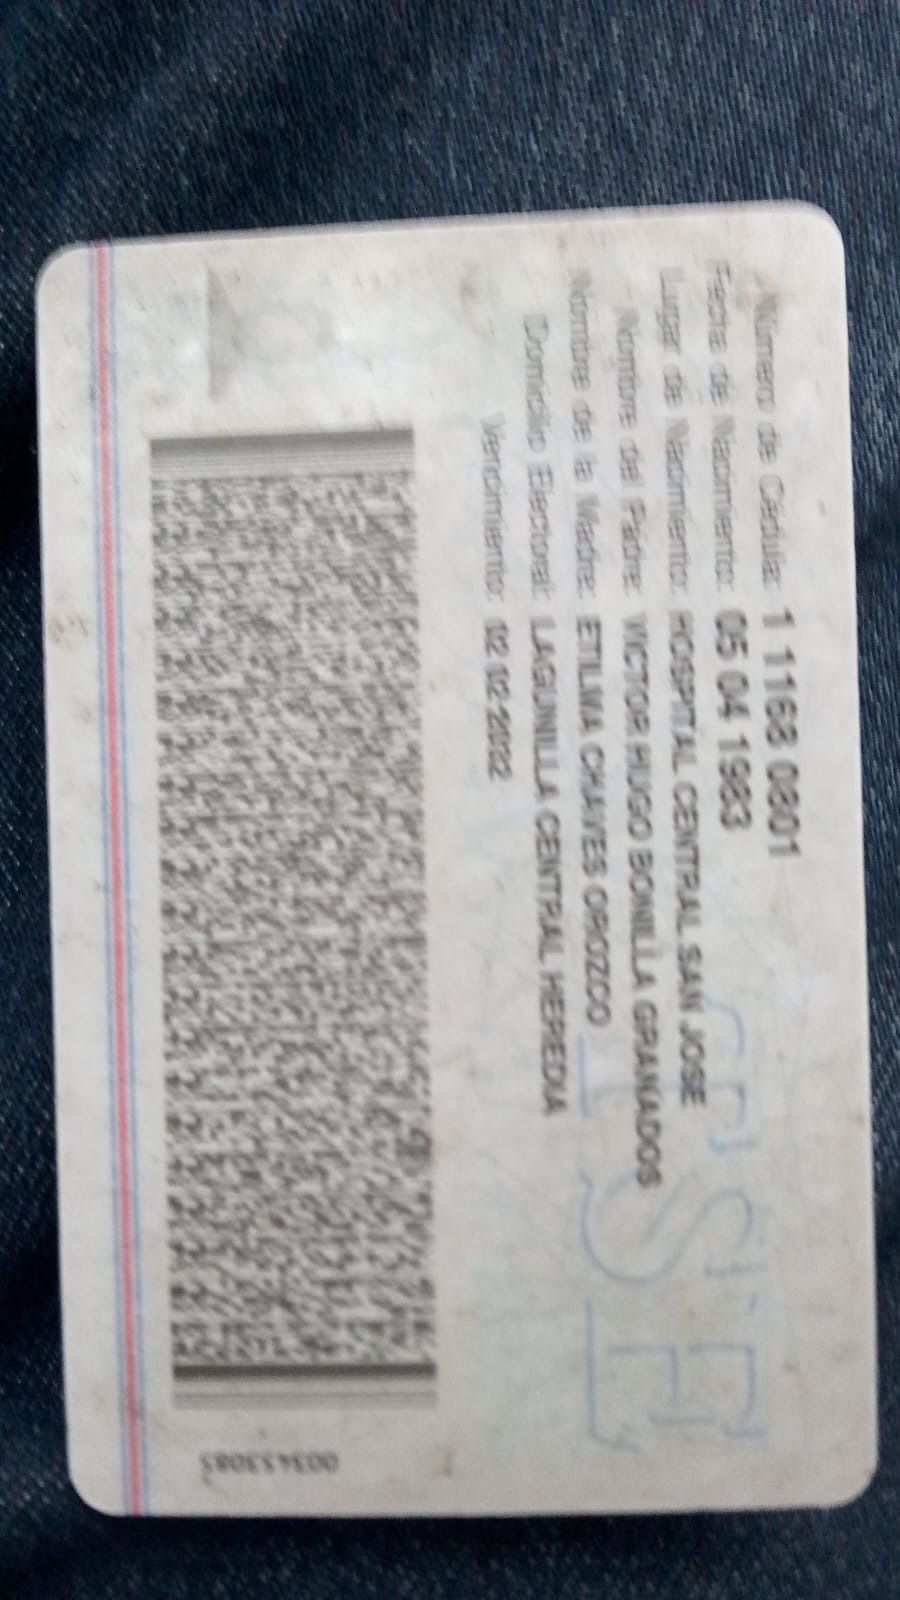 Número de Cédula: 1 1168 0801
Fecha de Nacimiento: 05 04 1983
Lugar de Nacimiento: HOSPITAL CENTRAL SAN JOSE
Nombre del Padre: VICTOR HUGO BONILLA GRANADOS
Nombre de la Madre: ETILMA CHAVES OROZCO
Domicilio Electoral: LAGUNILLA CENTRAL HEREDIA
Vencimiento: 02 02 2022
TSE
003453085